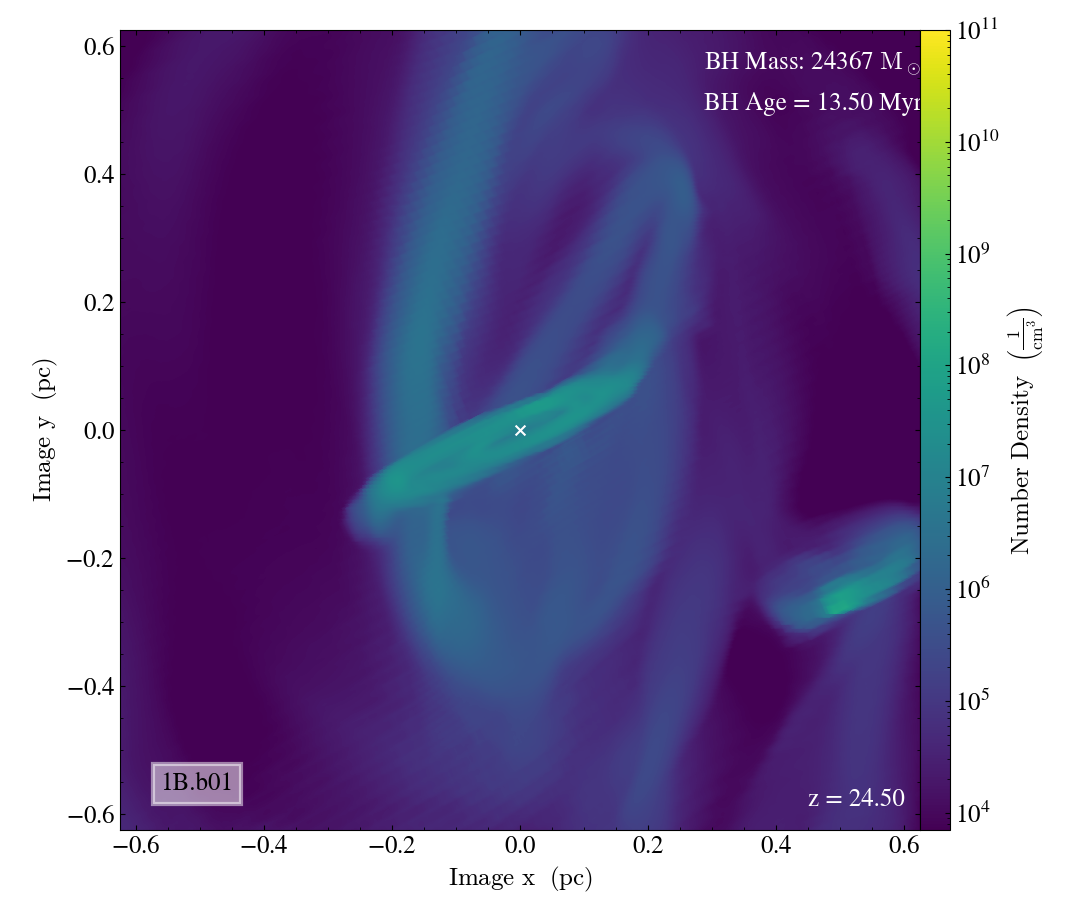 BH Mass: 24367 M⊙
BH Age = 13.50 Myr
1B.b01
z = 24.50
0.6
0.4
0.2
0.0
−0.2
−0.4
−0.6
Image y (pc)
−0.6 −0.4 −0.2 0.0 0.2 0.4 0.6
Image x (pc)
10¹¹
10¹⁰
10⁹
10⁸
10⁷
10⁶
10⁵
10⁴
Number Density (1/cm³)